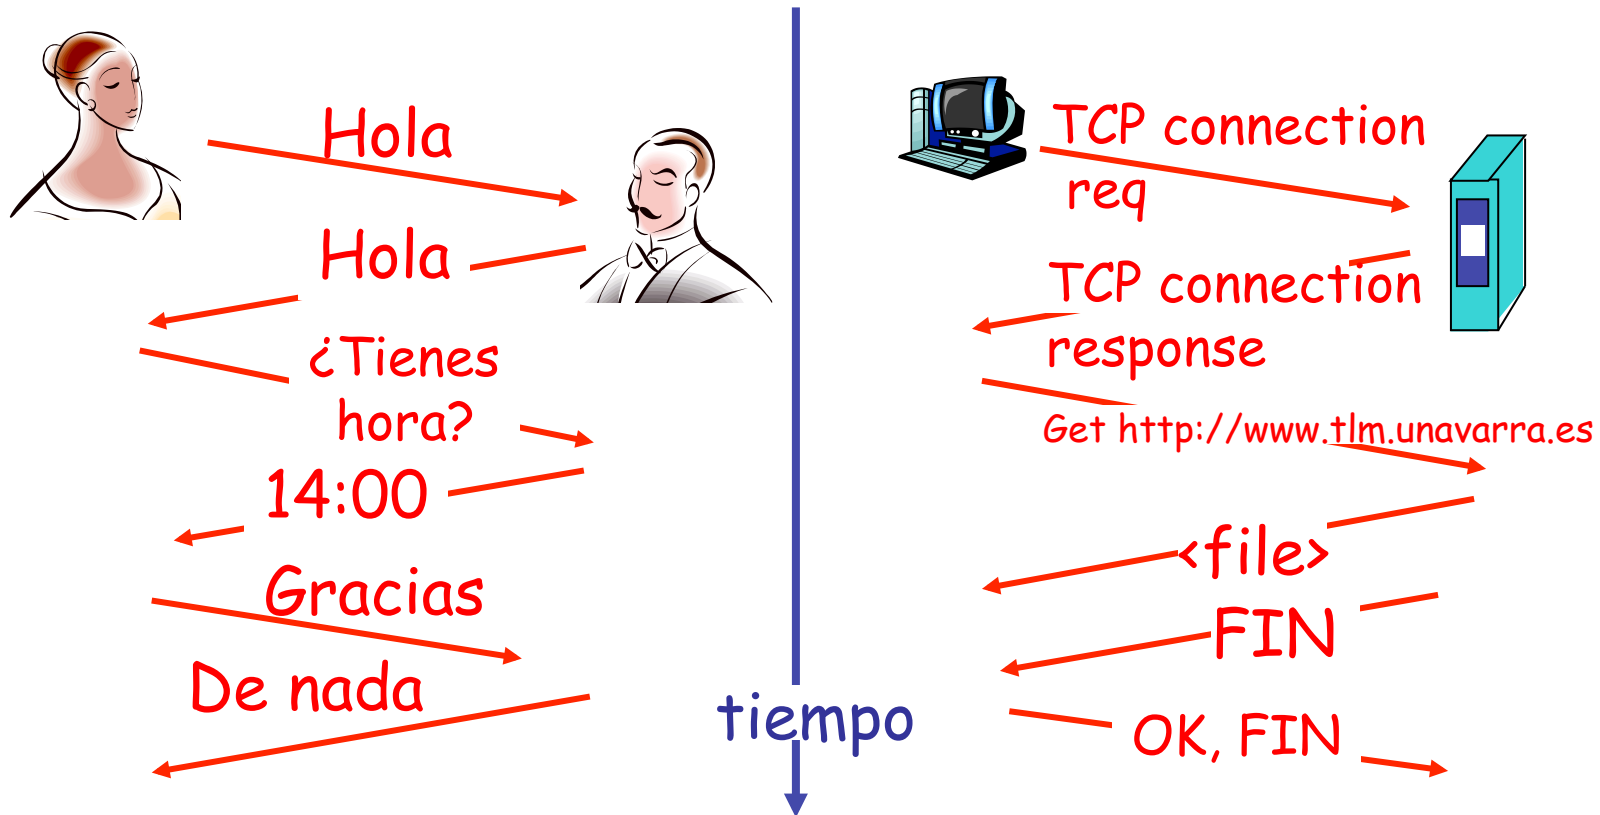 Hola
Hola
¿Tienes
hora?
14:00
Gracias
De nada
tiempo
TCP connection
req
TCP connection
response
Get http://www.tlm.unavarra.es
<file>
FIN
OK, FIN